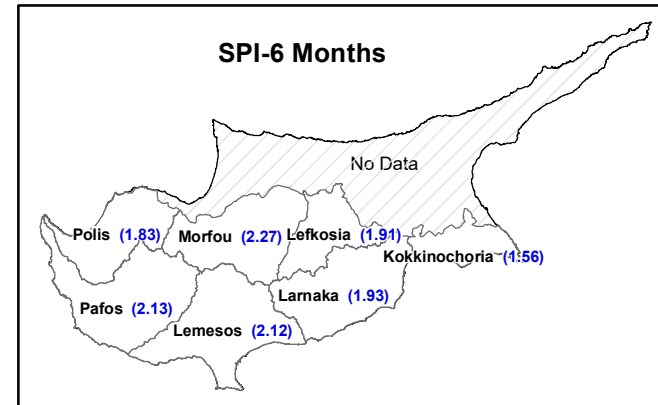 SPI-6 Months
No Data
Polis (1.83)
Morfou (2.27)
Lefkosia (1.91)
Kokkinochoria (1.56)
Pafos (2.13)
Larnaka (1.93)
Lemesos (2.12)